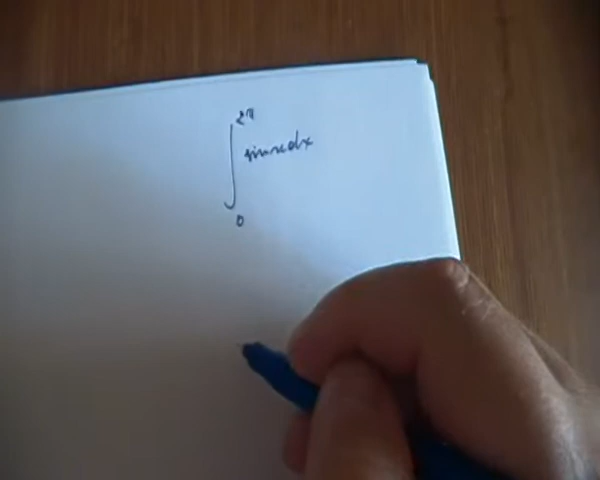 ∫₀^{2π} sin x dx